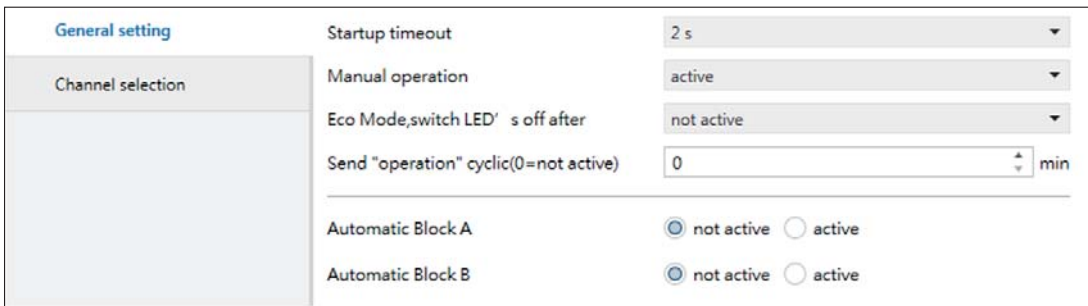 General setting
Channel selection
Startup timeout 2 s
Manual operation active
Eco Mode,switch LED′ s off after not active
Send "operation" cyclic(0=not active) 0 min
Automatic Block A not active active
Automatic Block B not active active